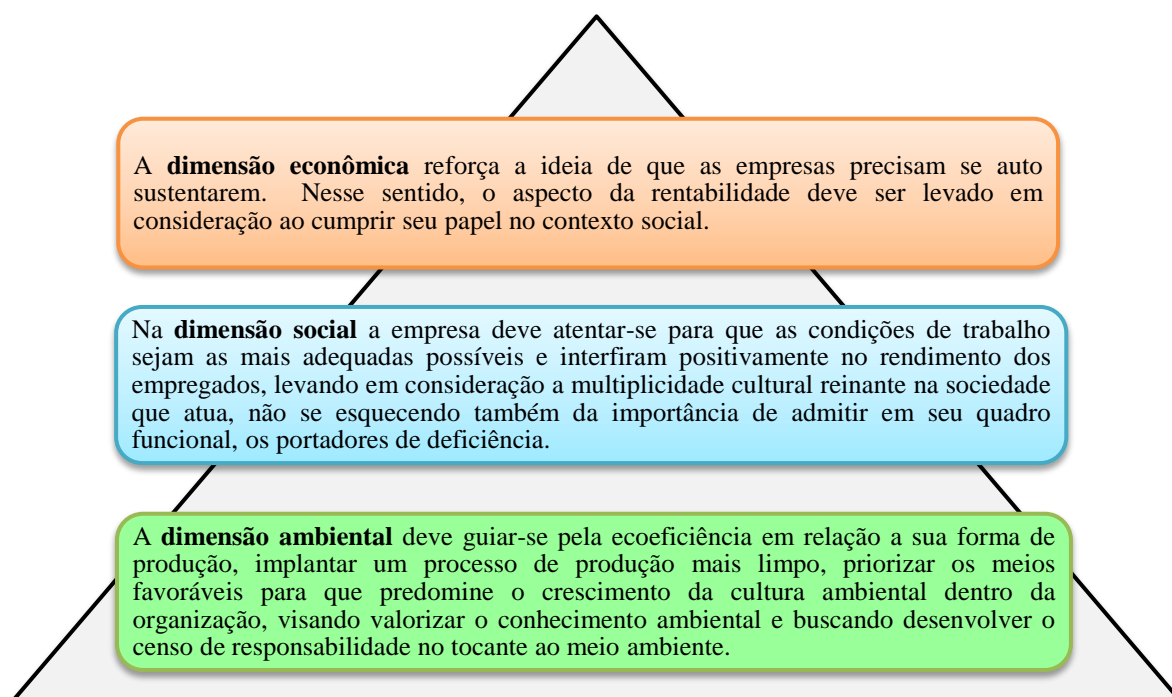 A dimensão econômica reforça a ideia de que as empresas precisam se auto
sustentarem. Nesse sentido, o aspecto da rentabilidade deve ser levado em
consideração ao cumprir seu papel no contexto social.
Na dimensão social a empresa deve atentar-se para que as condições de trabalho
sejam as mais adequadas possíveis e interfiram positivamente no rendimento dos
empregados, levando em consideração a multiplicidade cultural reinante na sociedade
que atua, não se esquecendo também da importância de admitir em seu quadro
funcional, os portadores de deficiência.
A dimensão ambiental deve guiar-se pela ecoeficiência em relação a sua forma de
produção, implantar um processo de produção mais limpo, priorizar os meios
favoráveis para que predomine o crescimento da cultura ambiental dentro da
organização, visando valorizar o conhecimento ambiental e buscando desenvolver o
censo de responsabilidade no tocante ao meio ambiente.